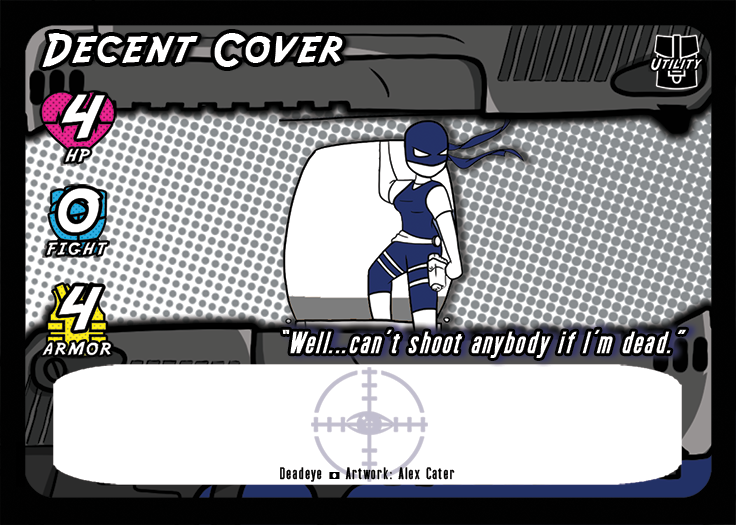 Decent Cover
Utility
4
HP
0
Fight
4
Armor
"Well...can't shoot anybody if I'm dead."
Deadeye Artwork: Alex Cater